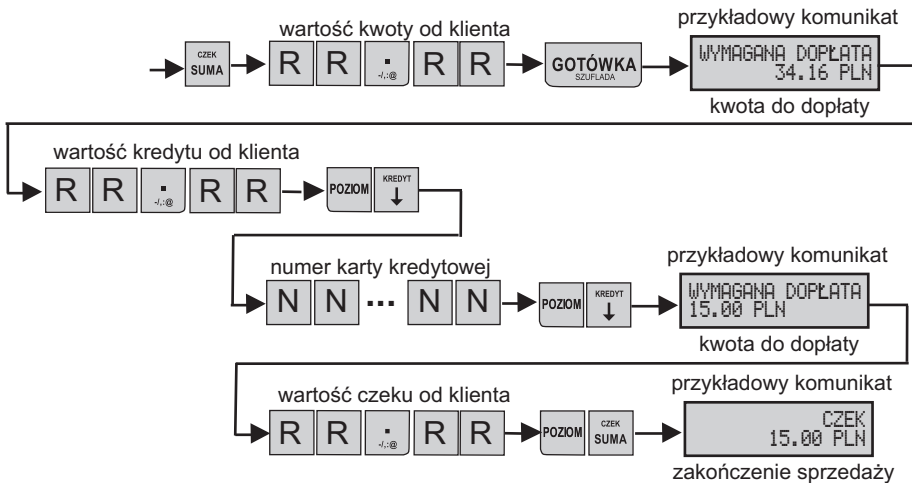 wartość kwoty od klienta
przykładowy komunikat
CZEK
SUMA
R R . R R
-/,:@
GOTÓWKA
SZUFLADA
WYMAGANA DOPŁATA
34.16 PLN
kwota do dopłaty
wartość kredytu od klienta
R R . R R
-/,:@
POZIOM
KREDYT
numer karty kredytowej
przykładowy komunikat
N N ... N N
POZIOM
KREDYT
WYMAGANA DOPŁATA
15.00 PLN
kwota do dopłaty
wartość czeku od klienta
przykładowy komunikat
R R . R R
-/,:@
POZIOM
CZEK
SUMA
CZEK
15.00 PLN
zakończenie sprzedaży